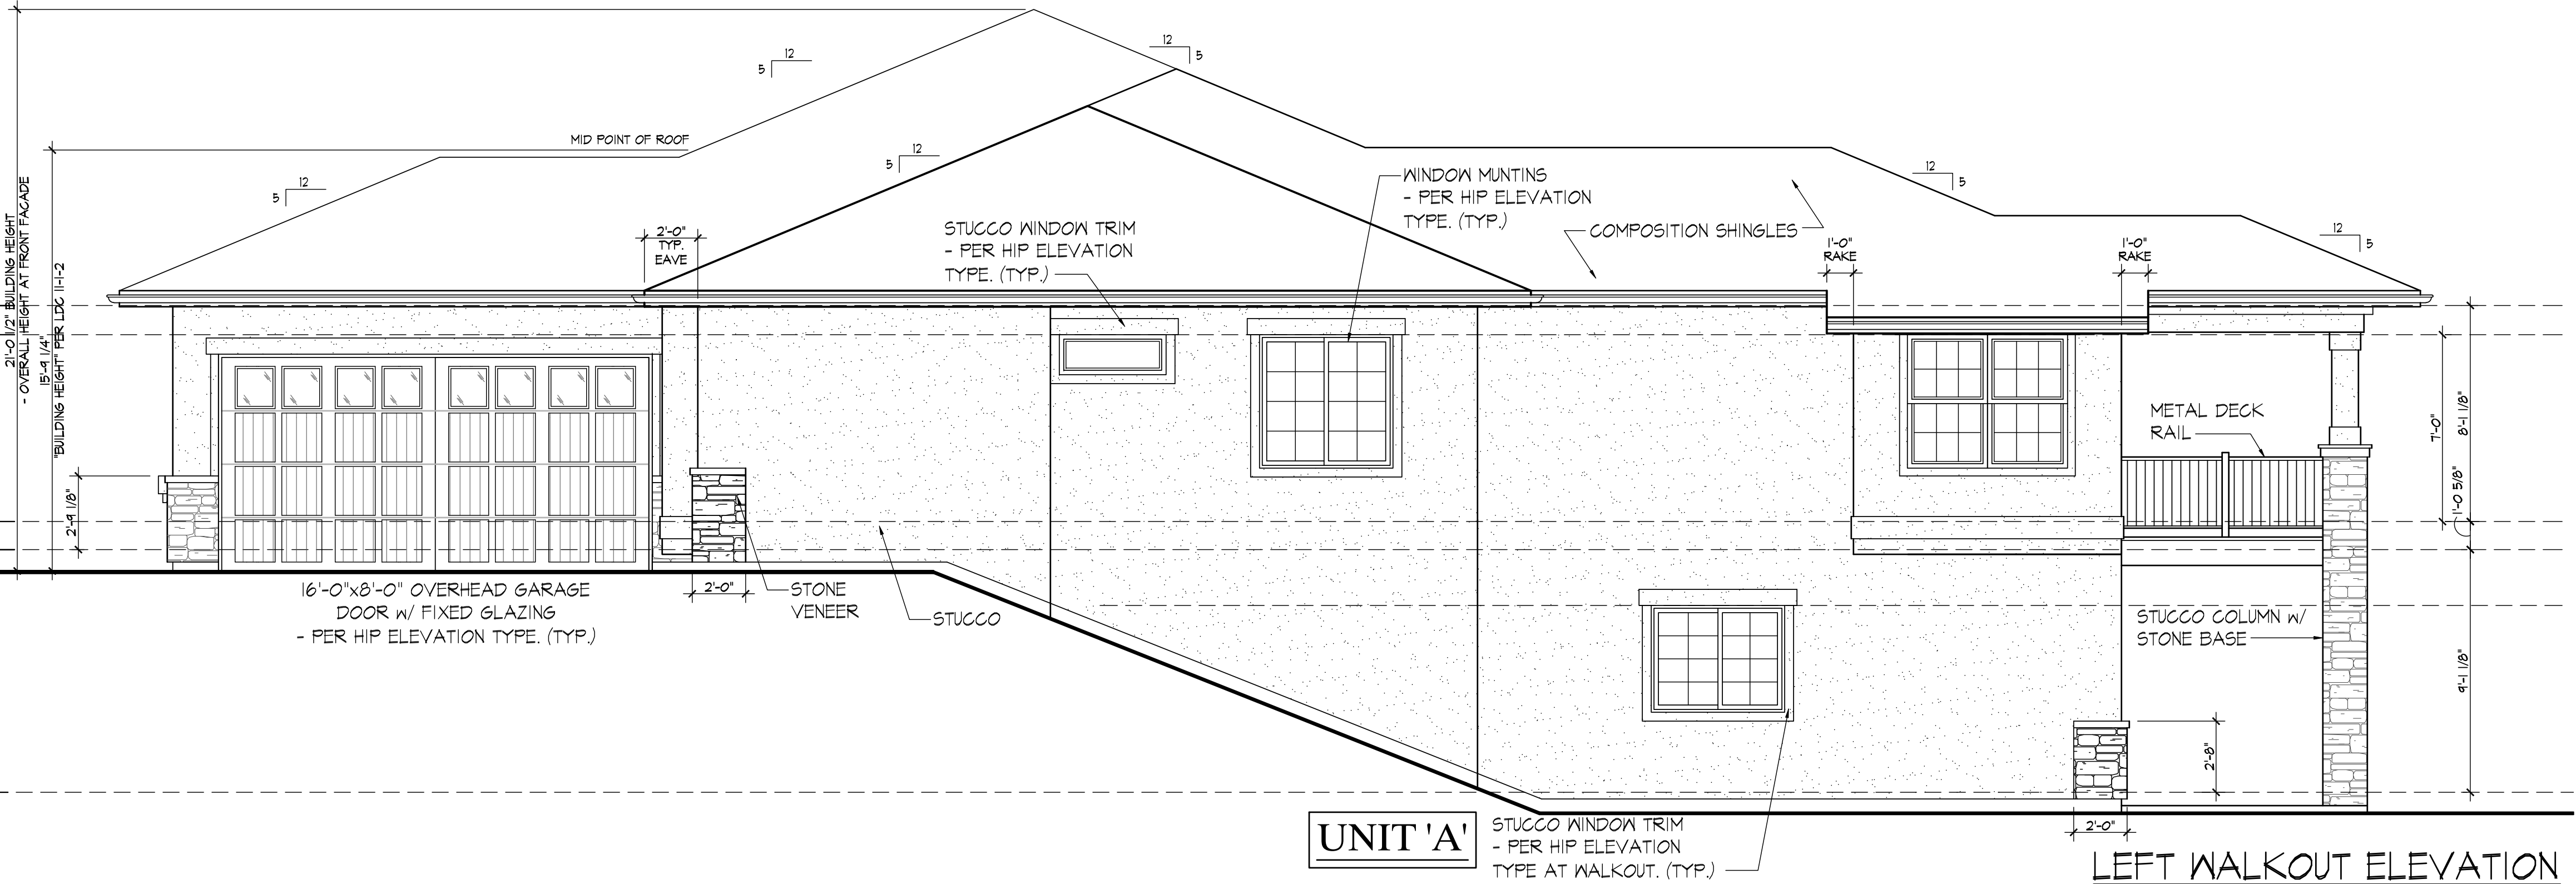 12
5
12
5
MID POINT OF ROOF
12
5
12
5
12
5
12
5
21'-0 1/2" BUILDING HEIGHT
- OVERALL HEIGHT AT FRONT FACADE
15'-9 1/4"
"BUILDING HEIGHT" PER LDC 11-1-2
2'-0"
TYP.
EAVE
STUCCO WINDOW TRIM
- PER HIP ELEVATION
TYPE. (TYP.)
WINDOW MUNTINS
- PER HIP ELEVATION
TYPE. (TYP.)
COMPOSITION SHINGLES
1'-0"
RAKE
1'-0"
RAKE
METAL DECK
RAIL
7'-0"
8'-1 1/8"
1'-0 5/8"
9'-1 1/8"
2'-9 1/8"
16'-0"x8'-0" OVERHEAD GARAGE
DOOR W/ FIXED GLAZING
- PER HIP ELEVATION TYPE. (TYP.)
2'-0"
STONE
VENEER
STUCCO
STUCCO COLUMN W/
STONE BASE
2'-8"
2'-0"
UNIT 'A'
STUCCO WINDOW TRIM
- PER HIP ELEVATION
TYPE AT WALKOUT. (TYP.)
LEFT WALKOUT ELEVATION